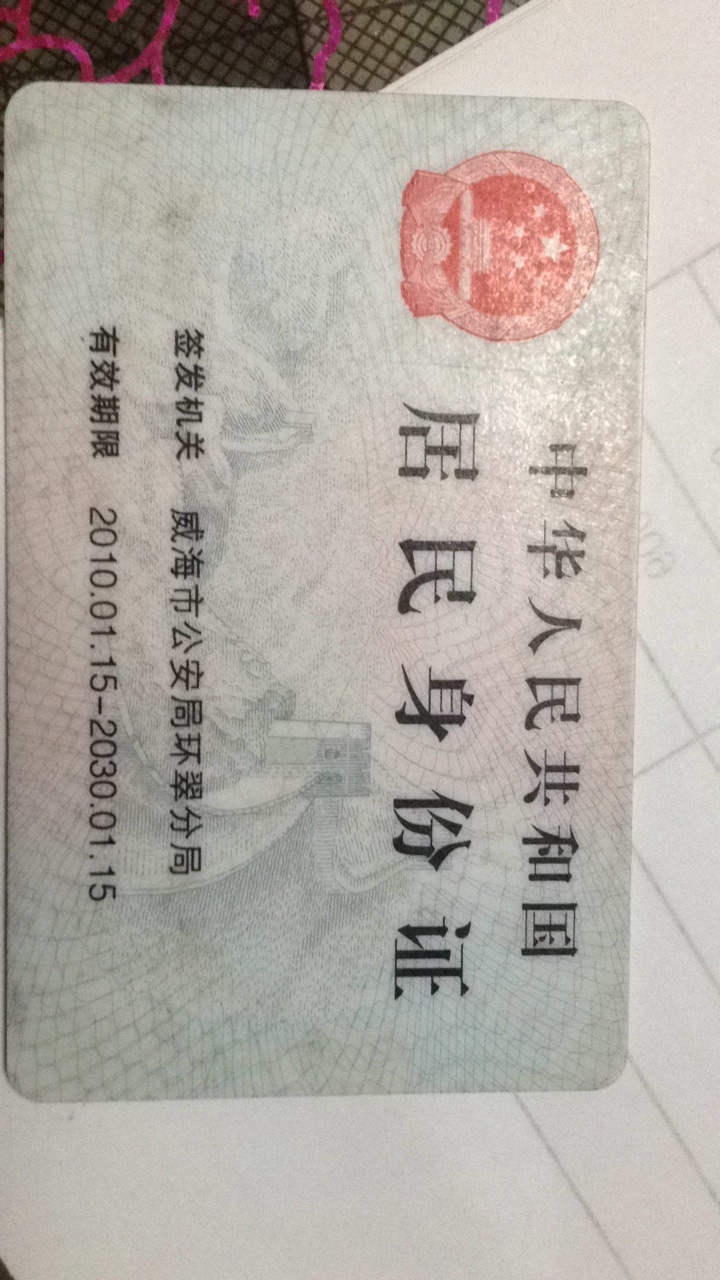 中华人民共和国
居民身份证
签发机关 威海市公安局环翠分局
有效期限 2010.01.15-2030.01.15